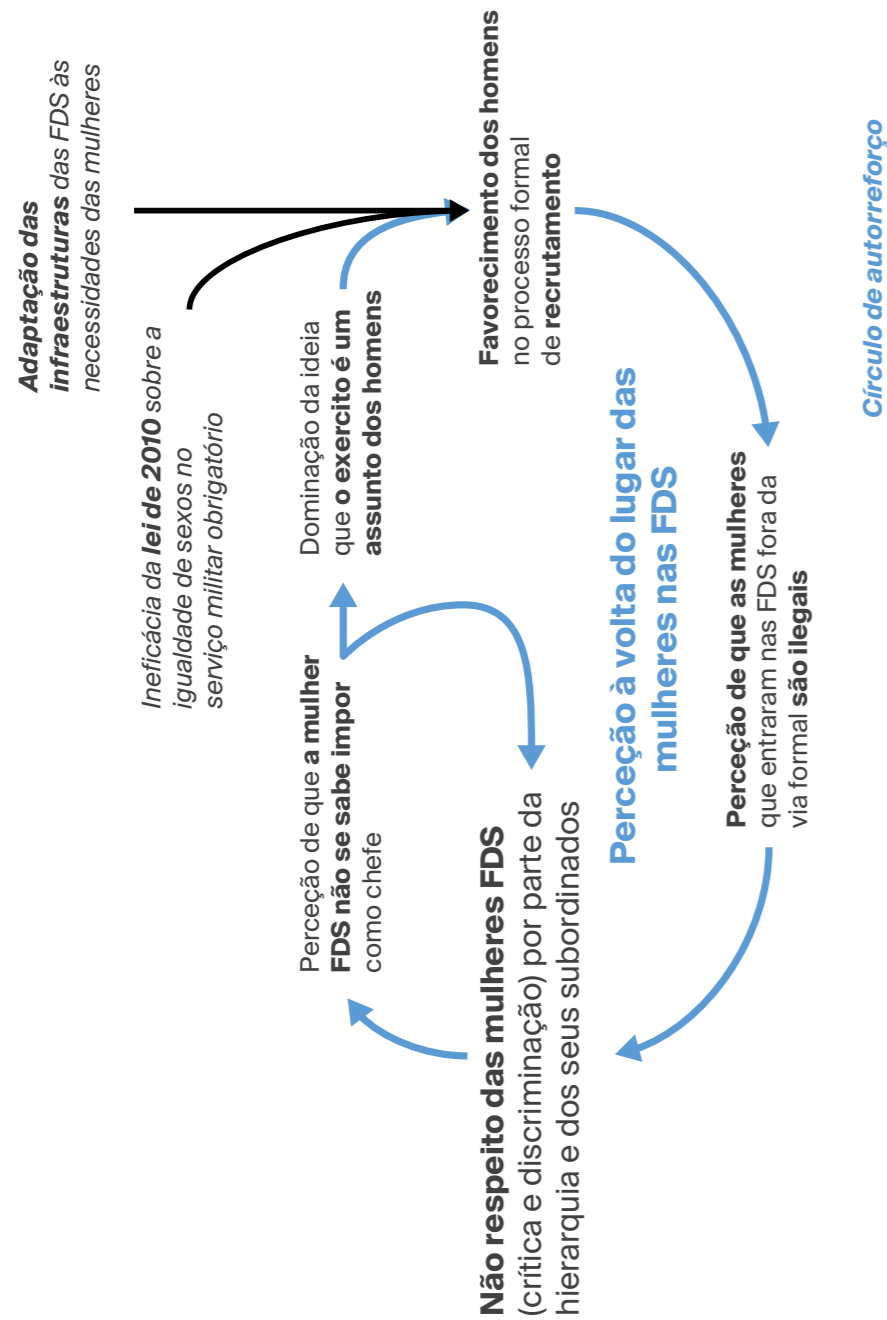 Adaptação das
infraestruturas das FDS às
necessidades das mulheres
Ineficácia da lei de 2010 sobre a
igualdade de sexos no
serviço militar obrigatório
Perceção de que a mulher
FDS não se sabe impor
como chefe
Dominação da ideia
que o exercito é um
assunto dos homens
Não respeito das mulheres FDS
(crítica e discriminação) por parte da
hierarquia e dos seus subordinados
Favorecimento dos homens
no processo formal
de recrutamento
Perceção à volta do lugar das
mulheres nas FDS
Perceção de que as mulheres
que entraram nas FDS fora da
via formal são ilegais
Círculo de autorreforço